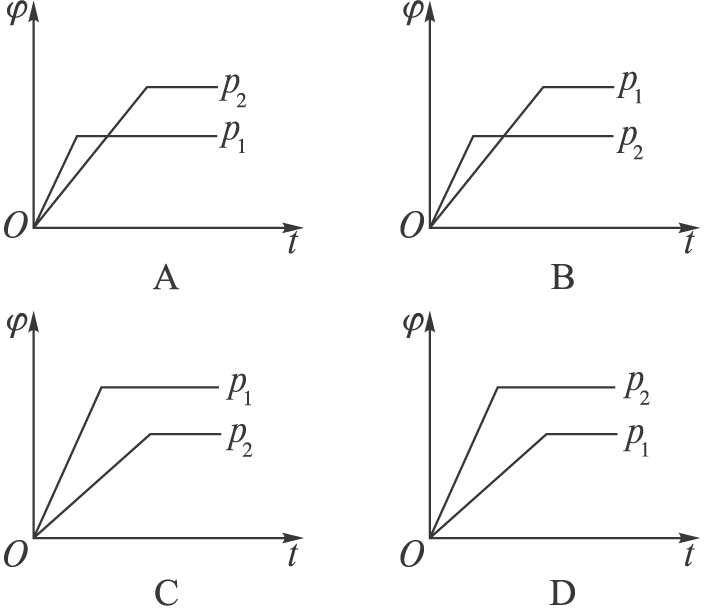 φ φ
p₂ p₁
p₁ p₂
O t O t
A B
φ φ
p₁ p₂
p₂ p₁
O t O t
C D